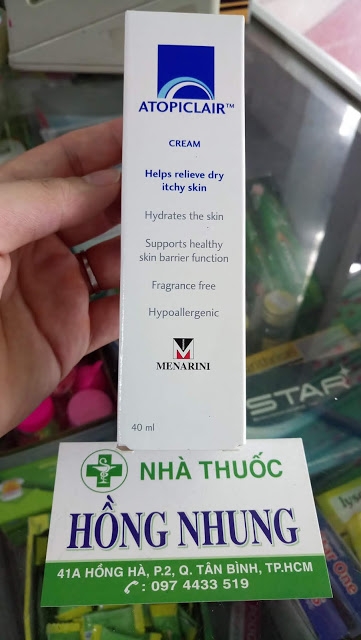 ATOPICLAIR™
CREAM
Helps relieve dry
itchy skin
Hydrates the skin
Supports healthy
skin barrier function
Fragrance free
Hypoallergenic
MENARINI
40 ml
STAR
NHÀ THUỐC
HỒNG NHUNG
41A HỒNG HÀ, P.2, Q. TÂN BÌNH, TP.HCM
: 097 4433 519